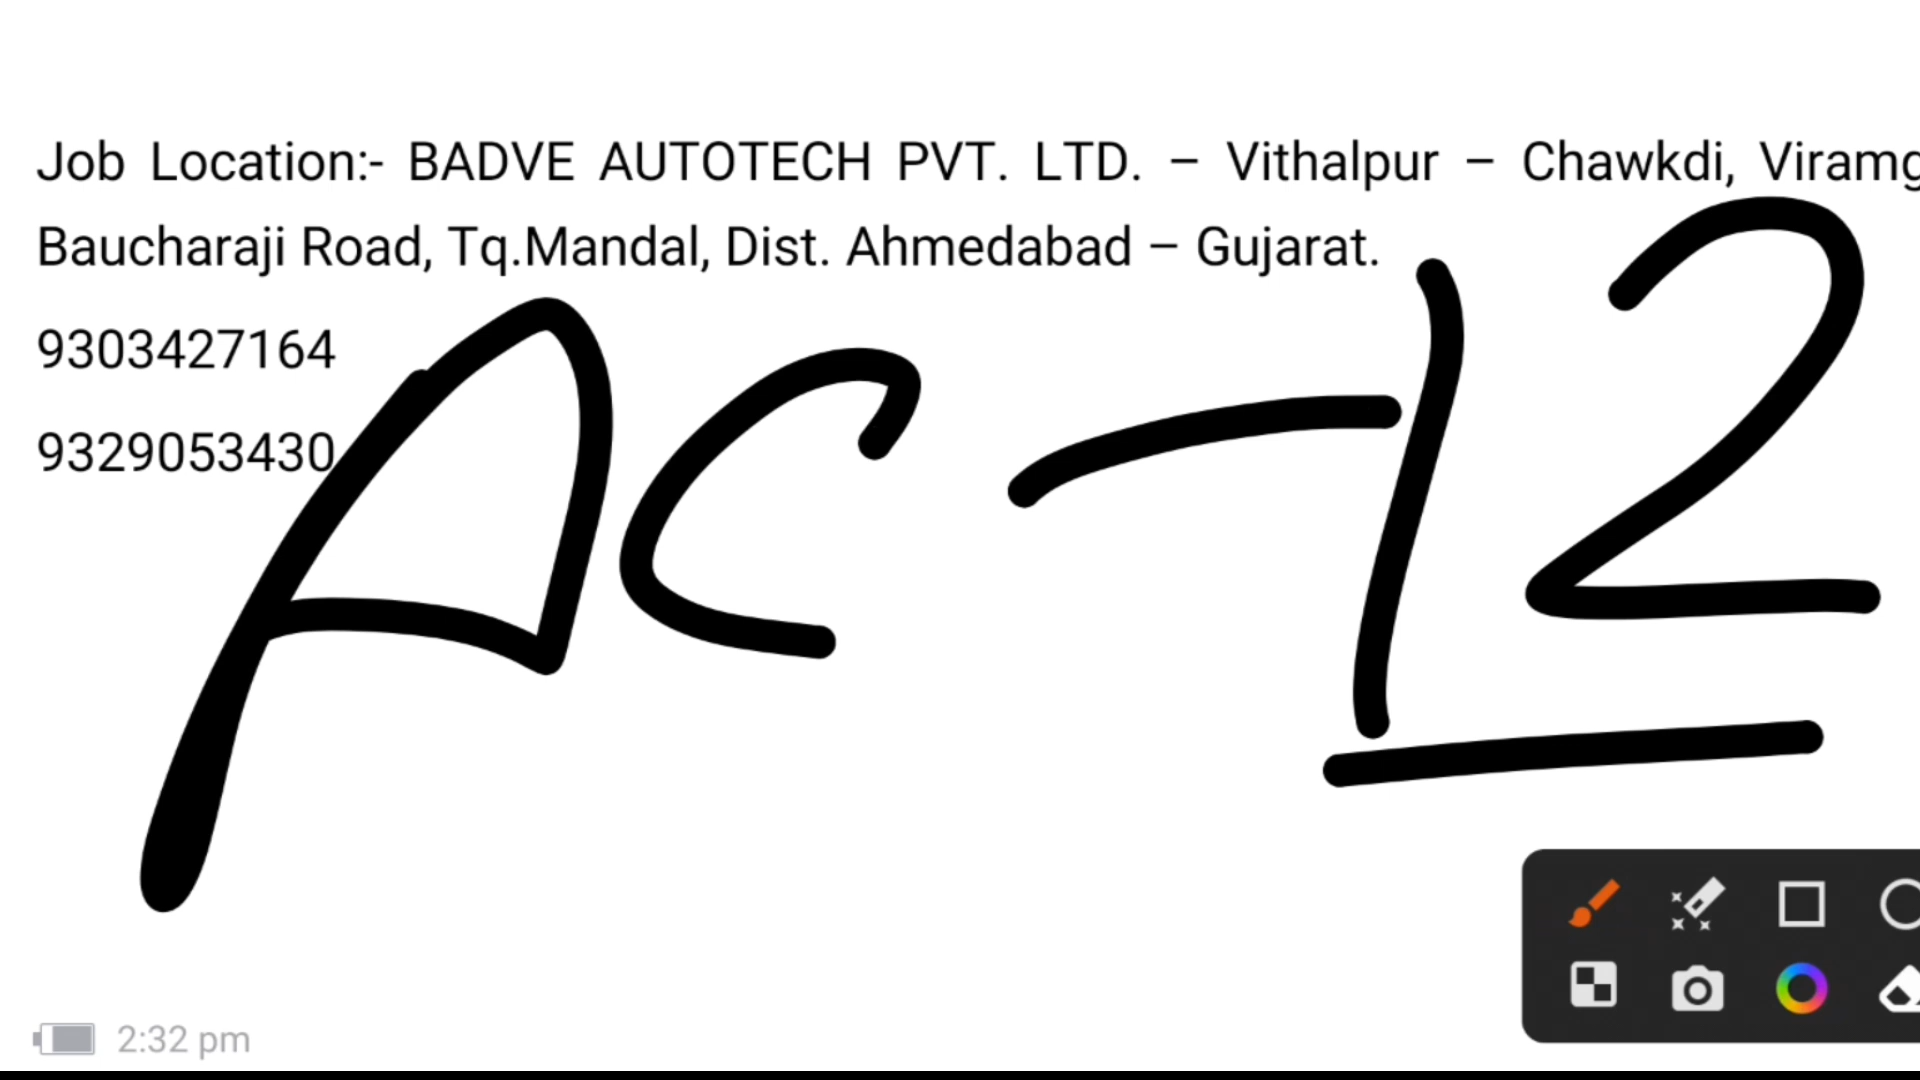 Job Location:- BADVE AUTOTECH PVT. LTD. – Vithalpur – Chawkdi, Viramg
Baucharaji Road, Tq.Mandal, Dist. Ahmedabad – Gujarat.
9303427164
9329053430
AC-12
2:32 pm